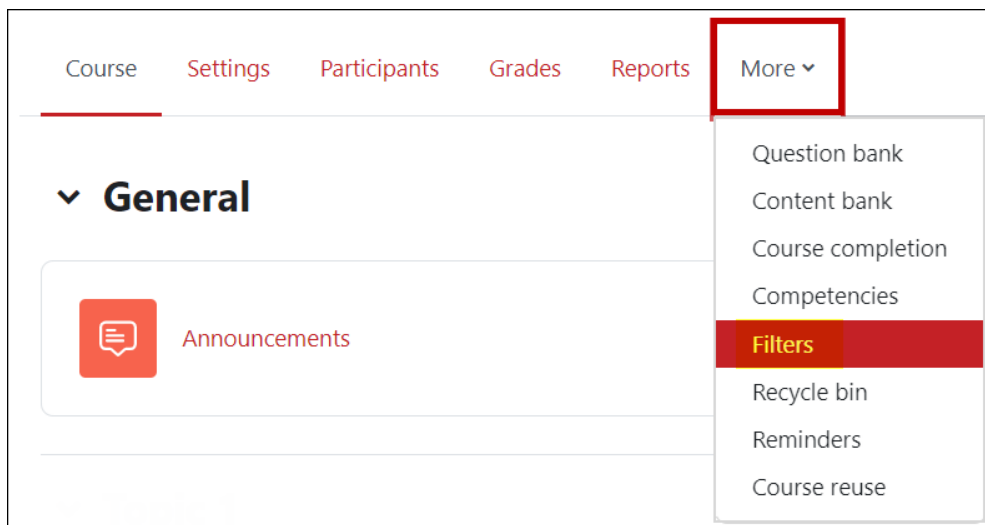 Course Settings Participants Grades Reports More
Question bank
General
Content bank
Course completion
Competencies
Announcements
Filters
Recycle bin
Reminders
Course reuse